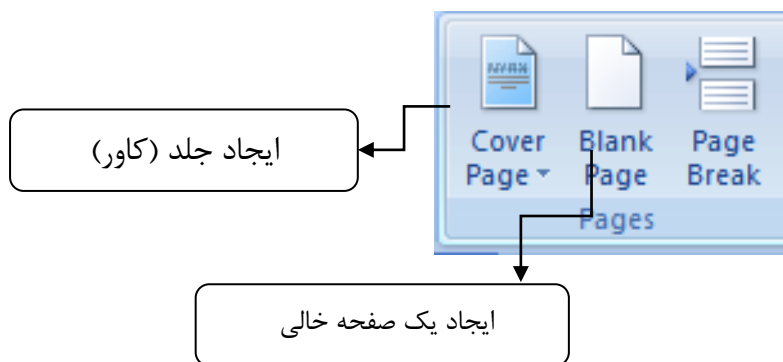 Cover
Page
Blank
Page
Page
Break
Pages
ایجاد جلد (کاور)
ایجاد یک صفحه خالی